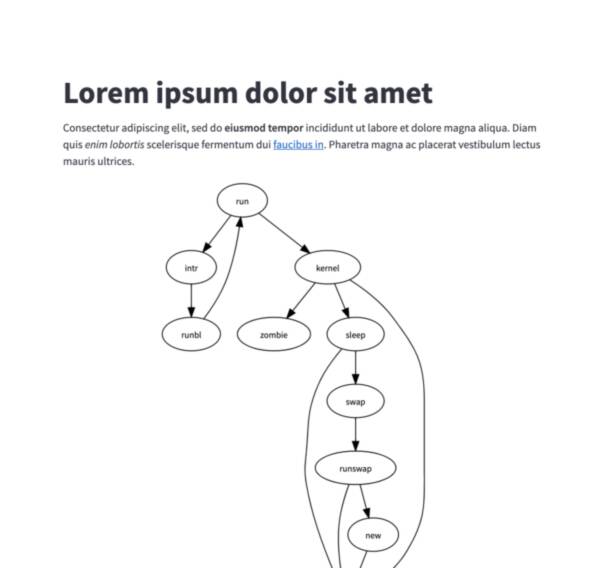 Lorem ipsum dolor sit amet
Consectetur adipiscing elit, sed do eiusmod tempor incididunt ut labore et dolore magna aliqua. Diam
quis enim lobortis scelerisque fermentum dui faucibus in. Pharetra magna ac placerat vestibulum lectus
mauris ultrices.
run
intr
kernel
runbl
zombie
sleep
swap
runswap
new